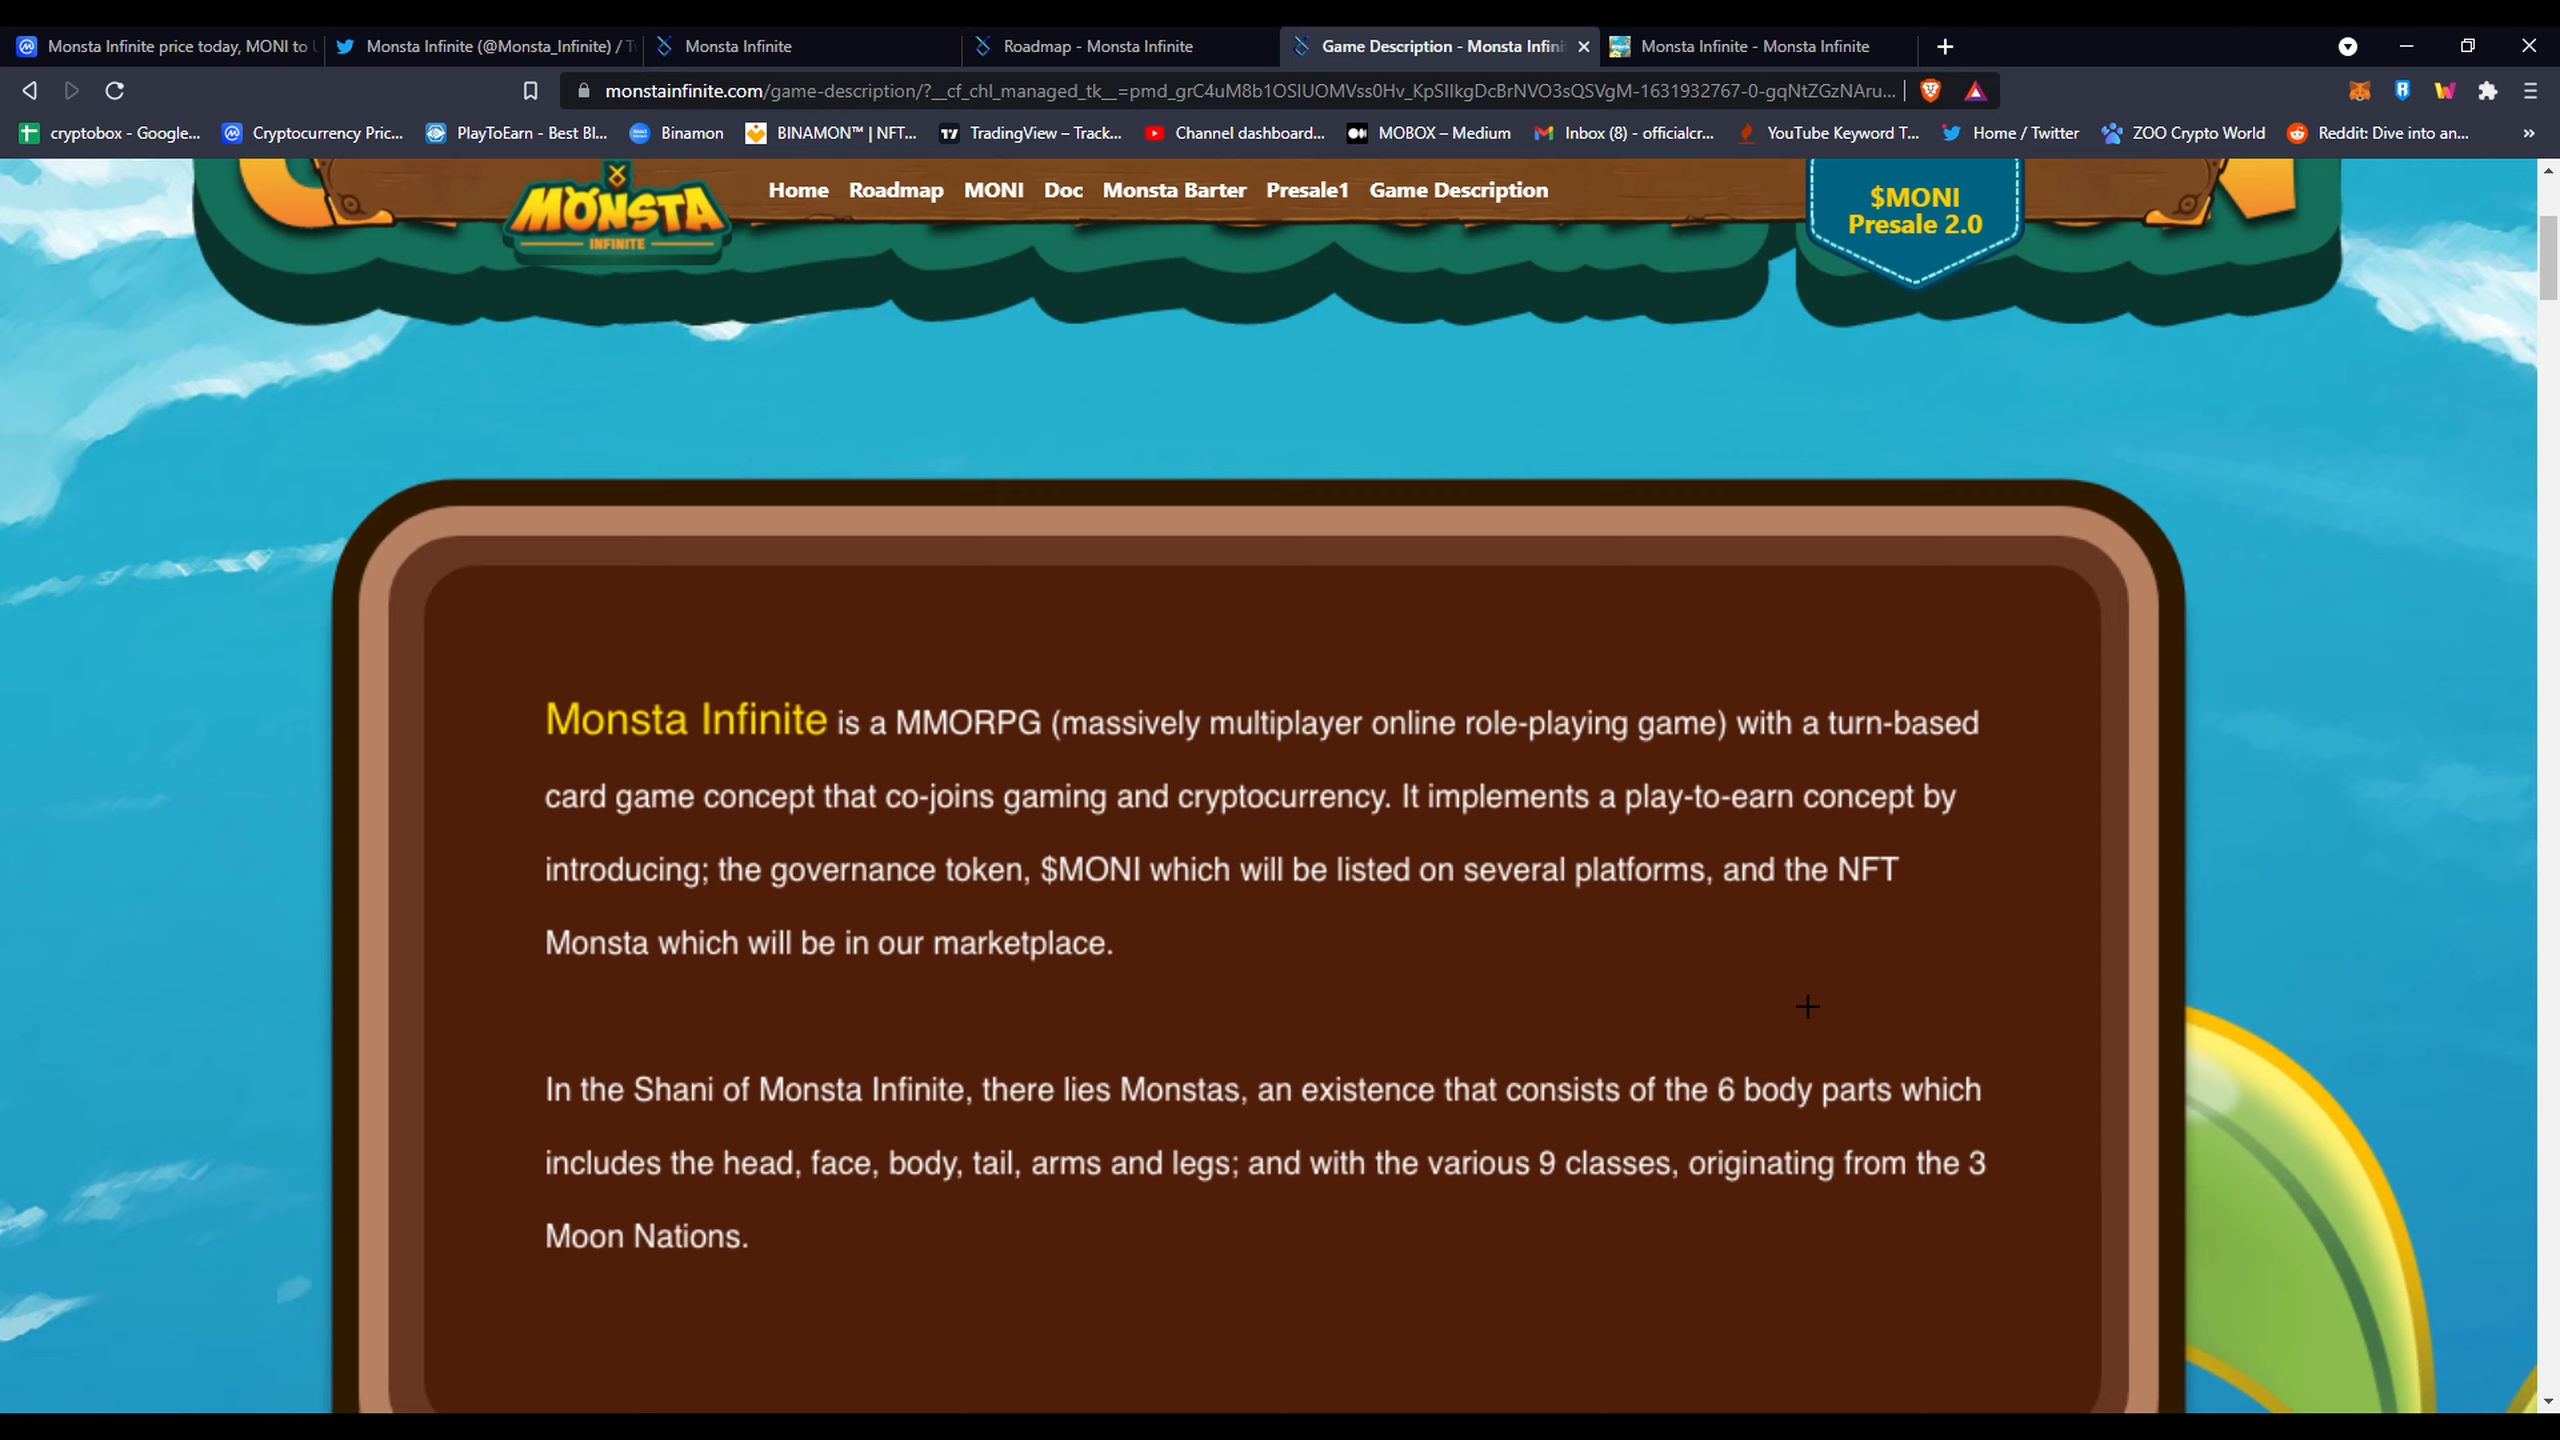 Monsta Infinite price today, MONI to
Monsta Infinite (@Monsta_Infinite) /
Monsta Infinite
Roadmap - Monsta Infinite
Game Description - Monsta Infini
Monsta Infinite - Monsta Infinite
monstainfinite.com/game-description/?__cf_chl_managed_tk__=pmd_grC4uM8b1OSIUOMVss0Hv_KpSIIkgDcBrNVO3sQSVgM-1631932767-0-gqNtZGzNAru...
cryptobox - Google...
Cryptocurrency Pric...
PlayToEarn - Best Bl...
Binamon
BINAMON™ | NFT...
TradingView – Track...
Channel dashboard...
MOBOX – Medium
Inbox (8) - officialcr...
YouTube Keyword T...
Home / Twitter
ZOO Crypto World
Reddit: Dive into an...
MONSTA
INFINITE
Home
Roadmap
MONI
Doc
Monsta Barter
Presale1
Game Description
$MONI
Presale 2.0
Monsta Infinite is a MMORPG (massively multiplayer online role-playing game) with a turn-based
card game concept that co-joins gaming and cryptocurrency. It implements a play-to-earn concept by
introducing; the governance token, $MONI which will be listed on several platforms, and the NFT
Monsta which will be in our marketplace.
In the Shani of Monsta Infinite, there lies Monstas, an existence that consists of the 6 body parts which
includes the head, face, body, tail, arms and legs; and with the various 9 classes, originating from the 3
Moon Nations.